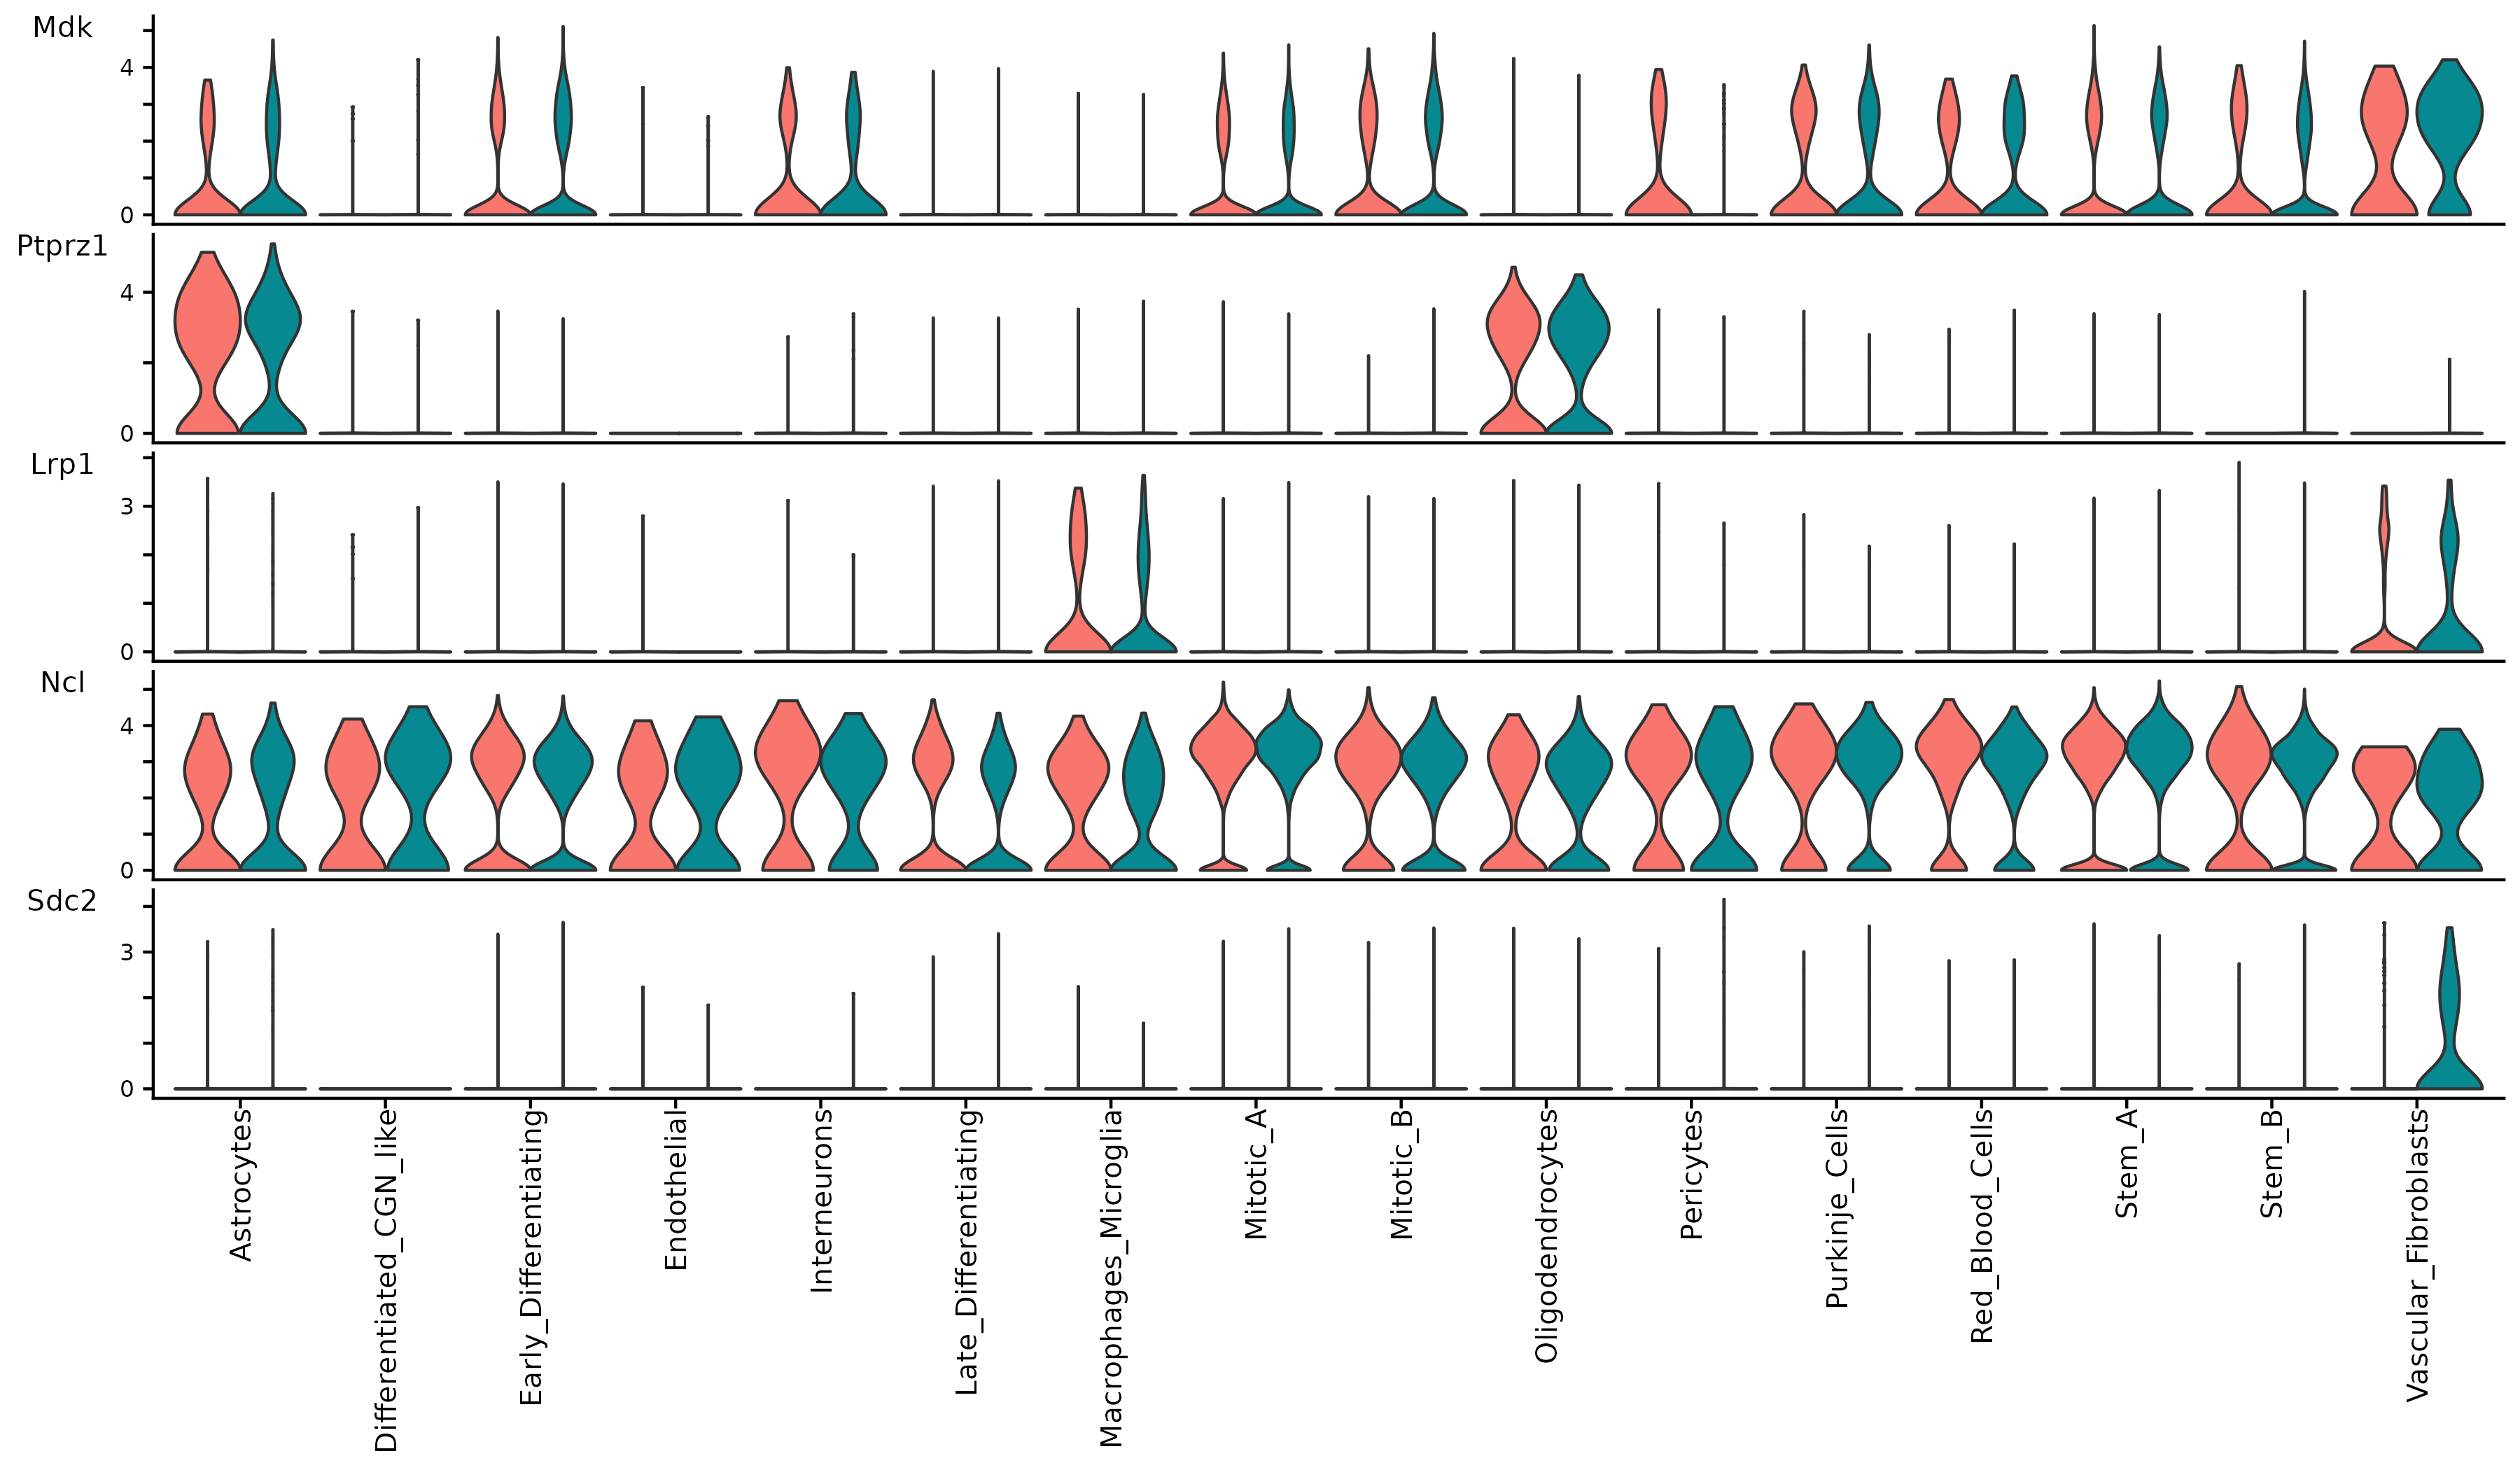 Mdk
4
0
Ptprz1
4
0
Lrp1
3
0
Ncl
4
0
Sdc2
3
0
Astrocytes
Differentiated_CGN_like
Early_Differentiating
Endothelial
Interneurons
Late_Differentiating
Macrophages_Microglia
Mitotic_A
Mitotic_B
Oligodendrocytes
Pericytes
Purkinje_Cells
Red_Blood_Cells
Stem_A
Stem_B
Vascular_Fibroblasts